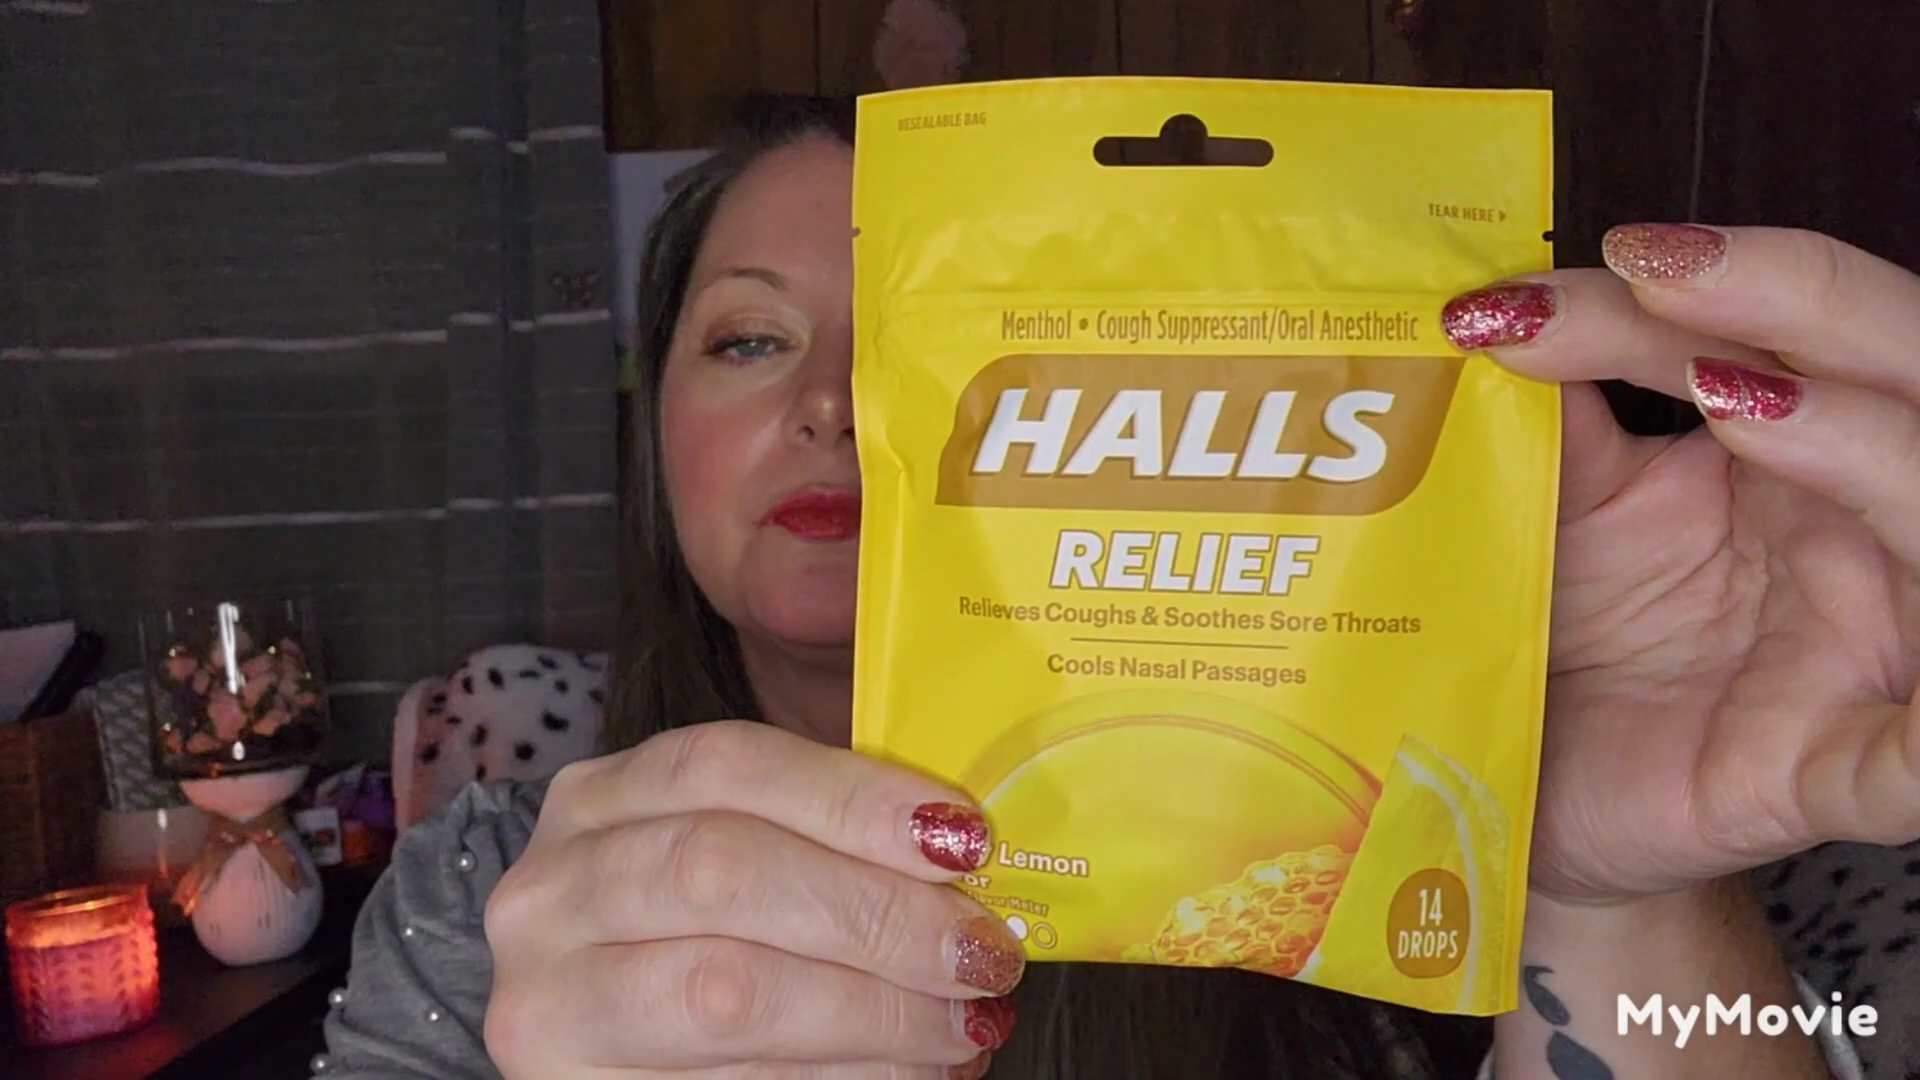 RESEALABLE BAG
TEAR HERE
Menthol • Cough Suppressant/Oral Anesthetic
HALLS
RELIEF
Relieves Coughs & Soothes Sore Throats
Cools Nasal Passages
Lemon
Meter
14
DROPS
MyMovie